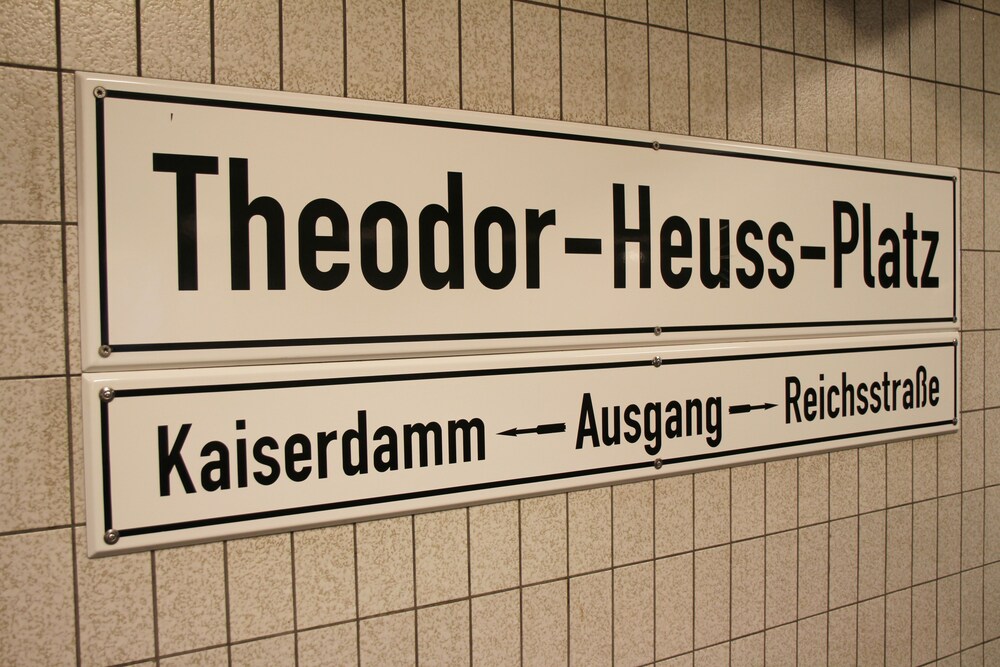 Theodor-Heuss-Platz
Kaiserdamm ← Ausgang → Reichsstraße